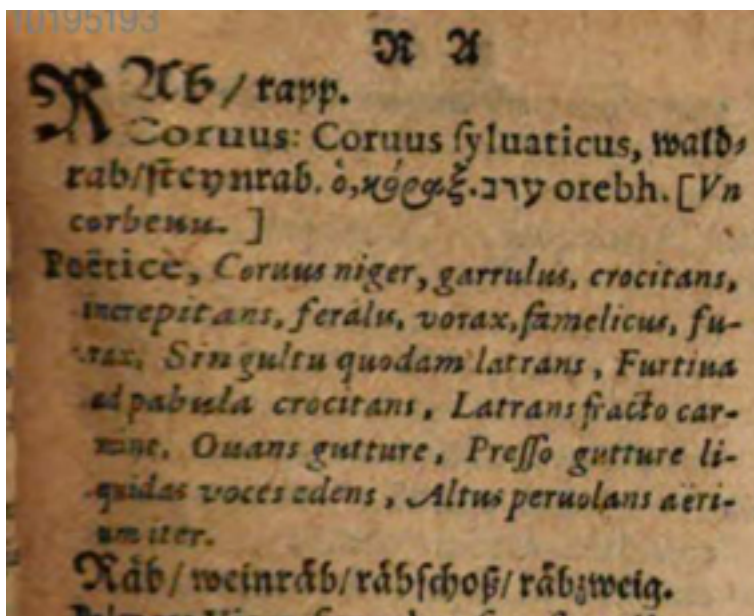 10195193
R A
RAb / rapp.
Coruus: Coruus ſyluaticus, wald⸗
rab/ſteynrab. ὁ, κόραξ. ערב orebh. [Vn
corbeau. ]
Poëtice, Coruus niger, garrulus, crocitans,
increpitans, feralis, vorax, famelicus, fu-
rax, Singultu quodam latrans, Furtiua
ad pabula crocitans, Latrans fracto car-
mine, Ouans gutture, Preſſo gutture li-
quidas voces edens, Altus peruolans aëri-
um iter.
Räb / weinräb/ räbſchoß/ räbzweig.